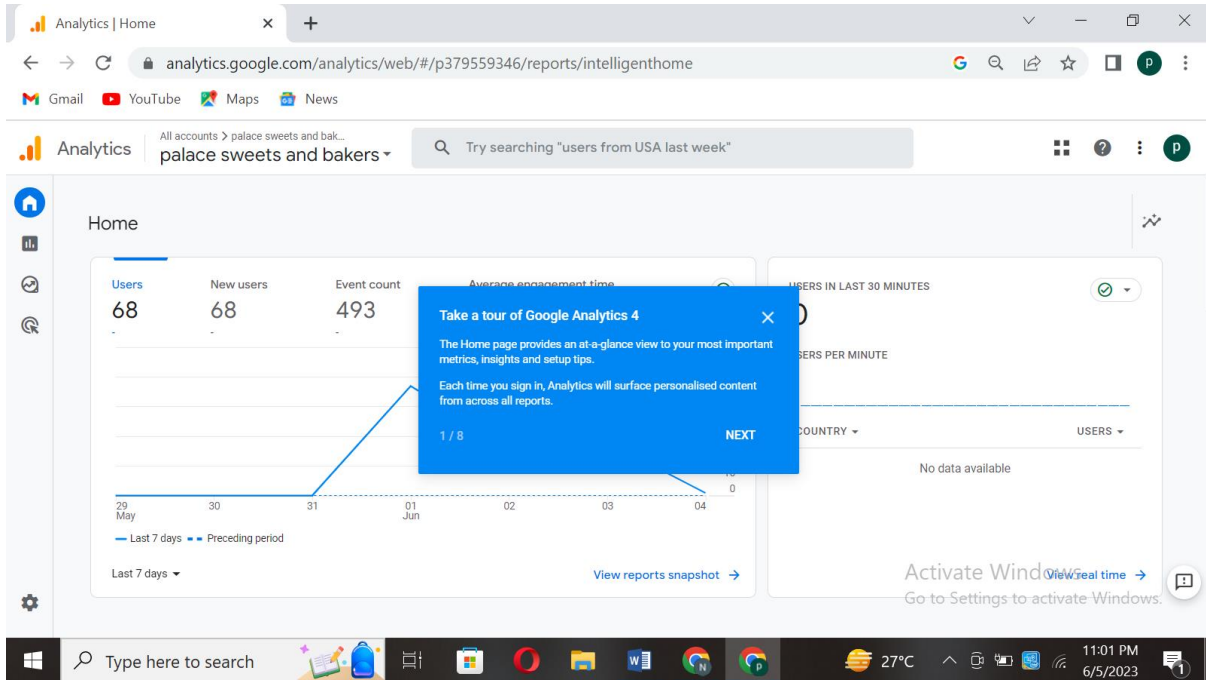 Analytics | Home
analytics.google.com/analytics/web/#/p379559346/reports/intelligenthome
G
P
Gmail YouTube Maps News
Analytics
All accounts > palace sweets and bak...
palace sweets and bakers
Try searching "users from USA last week"
P
Home
Users New users Event count Average engagement time
68 68 493
- - -
Take a tour of Google Analytics 4
The Home page provides an at-a-glance view to your most important
metrics, insights and setup tips.
Each time you sign in, Analytics will surface personalised content
from across all reports.
1 / 8 NEXT
0
29 30 31 01 02 03 04
May Jun
Last 7 days Preceding period
Last 7 days View reports snapshot →
USERS IN LAST 30 MINUTES
0
USERS PER MINUTE
COUNTRY USERS
No data available
View real time →
Activate Windows
Go to Settings to activate Windows.
Type here to search
27°C
11:01 PM
6/5/2023
1